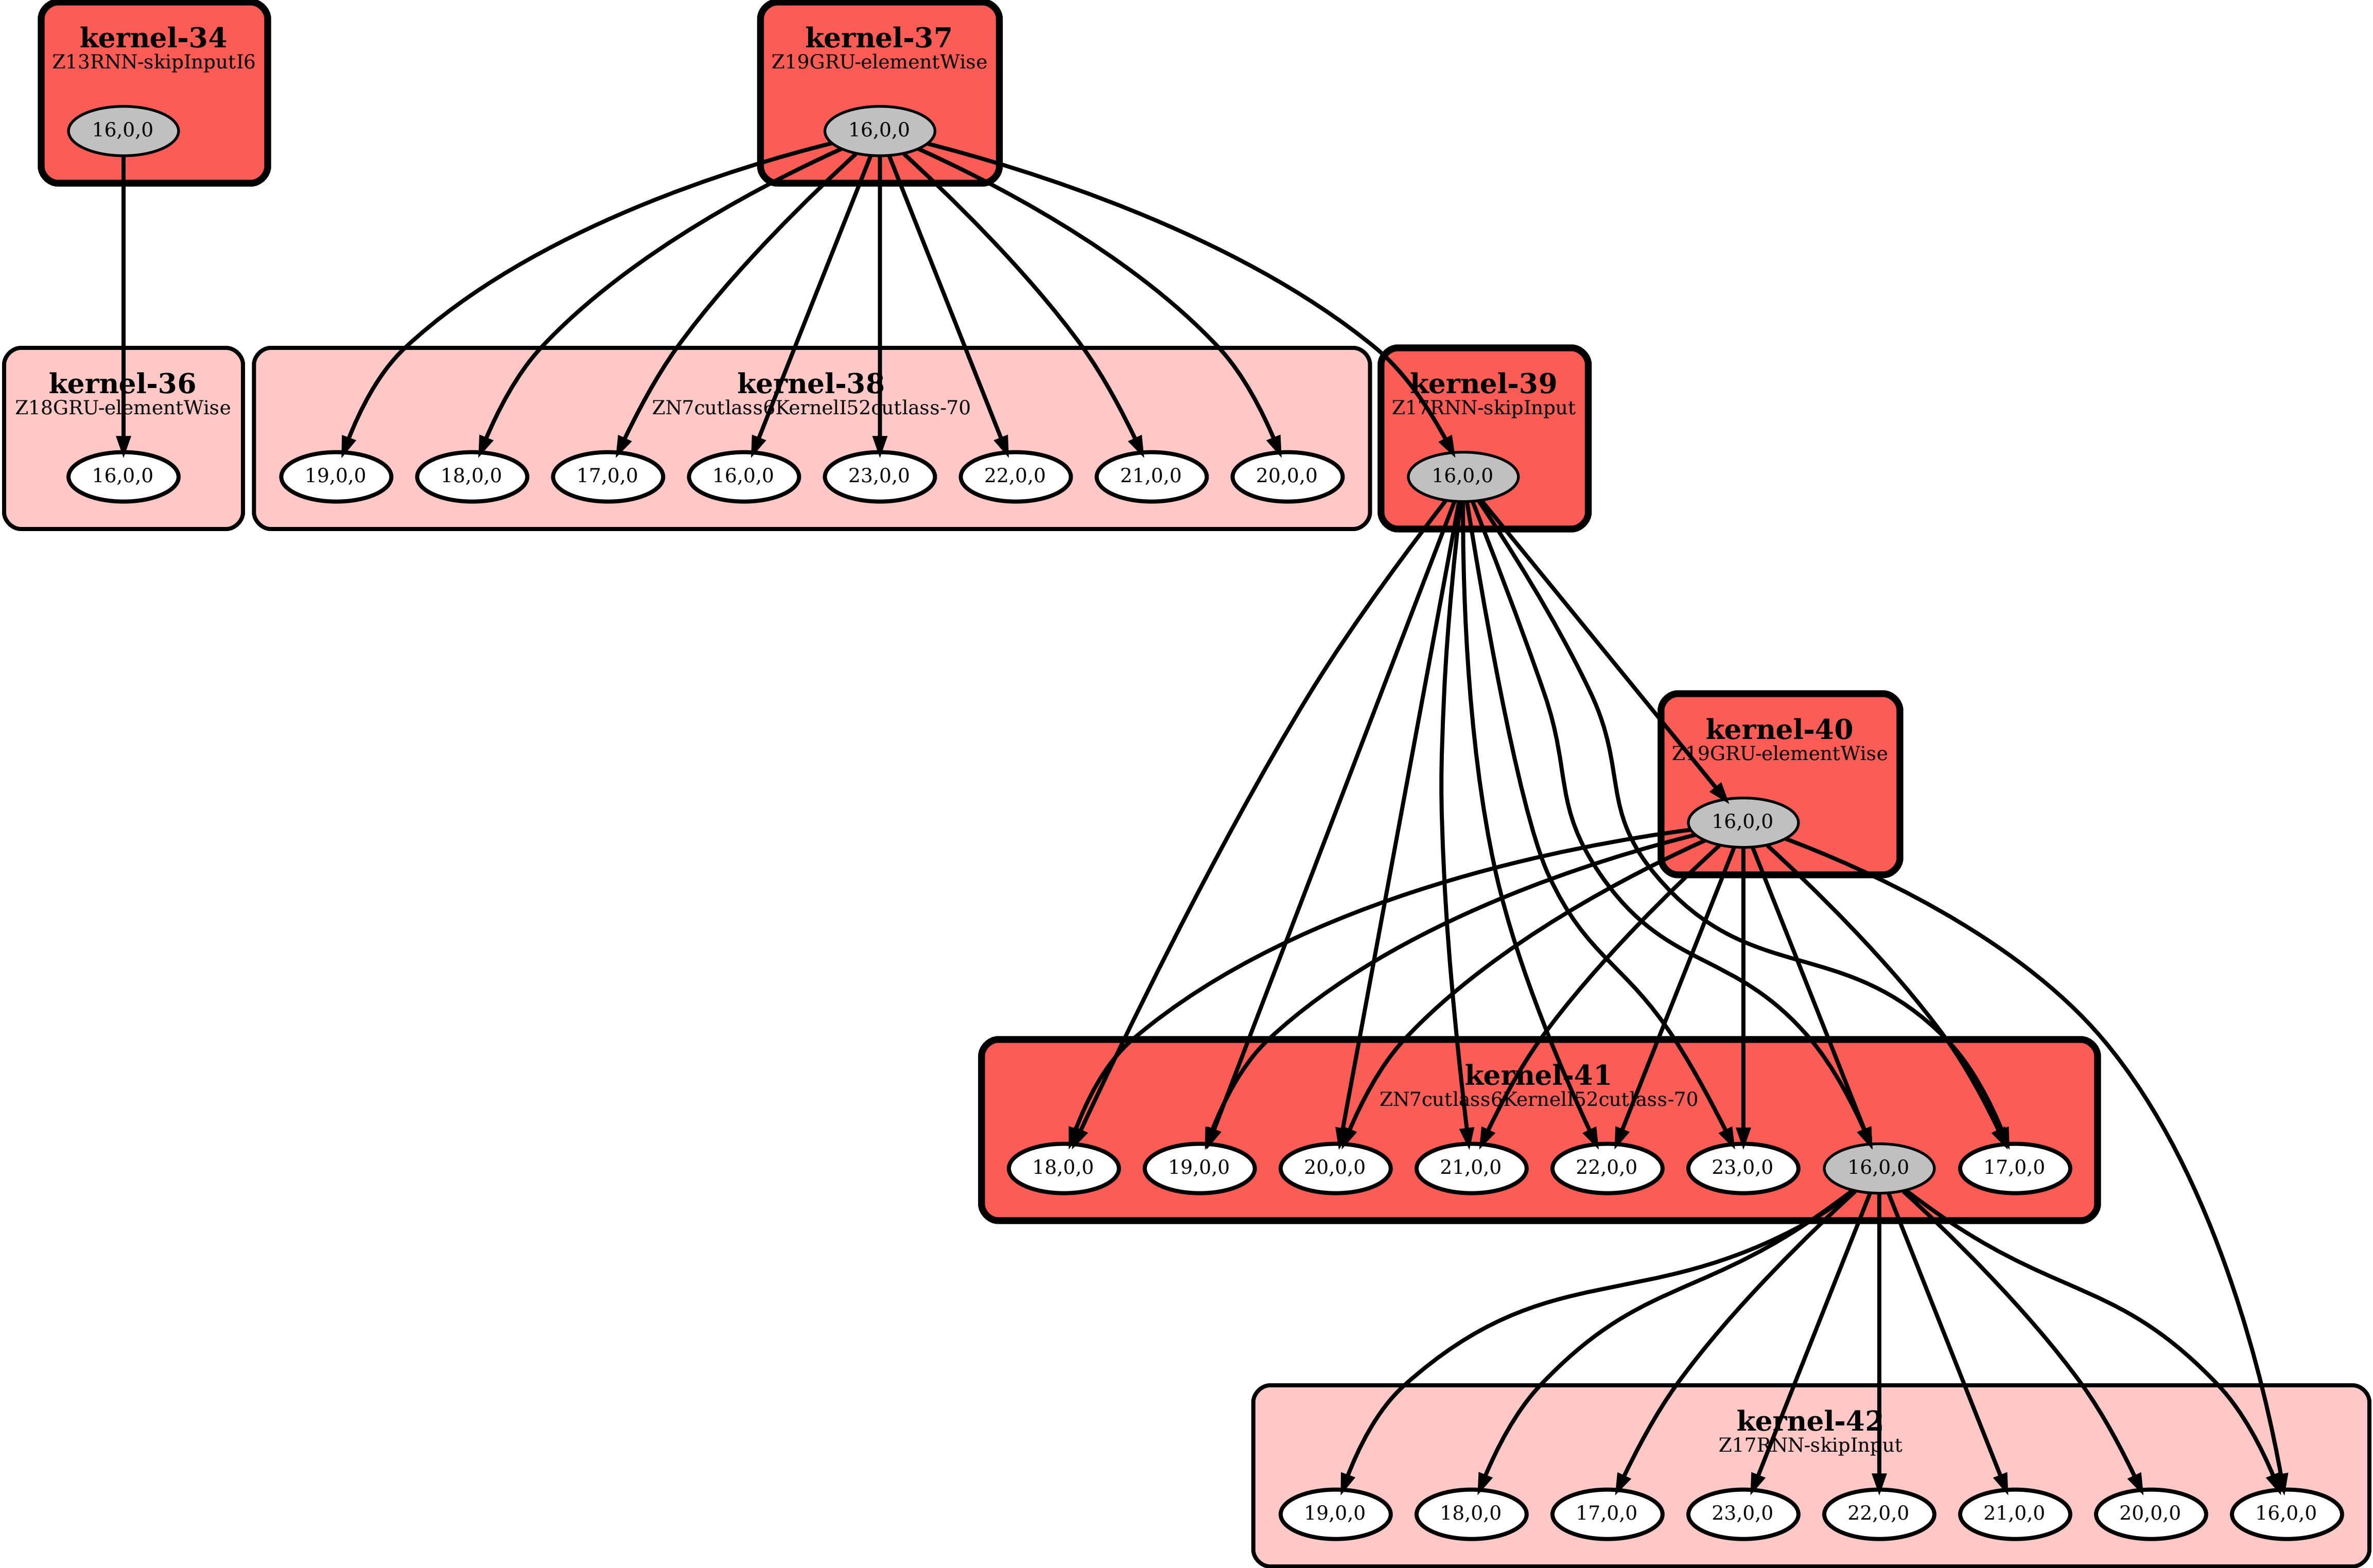 kernel-34
Z13RNN-skipInputI6
16,0,0
kernel-37
Z19GRU-elementWise
16,0,0
kernel-36
Z18GRU-elementWise
16,0,0
kernel-38
ZN7cutlass6KernelI52cutlass-70
19,0,0
18,0,0
17,0,0
16,0,0
23,0,0
22,0,0
21,0,0
20,0,0
kernel-39
Z17RNN-skipInput
16,0,0
kernel-40
Z19GRU-elementWise
16,0,0
kernel-41
ZN7cutlass6KernelI52cutlass-70
18,0,0
19,0,0
20,0,0
21,0,0
22,0,0
23,0,0
16,0,0
17,0,0
kernel-42
Z17RNN-skipInput
19,0,0
18,0,0
17,0,0
23,0,0
22,0,0
21,0,0
20,0,0
16,0,0